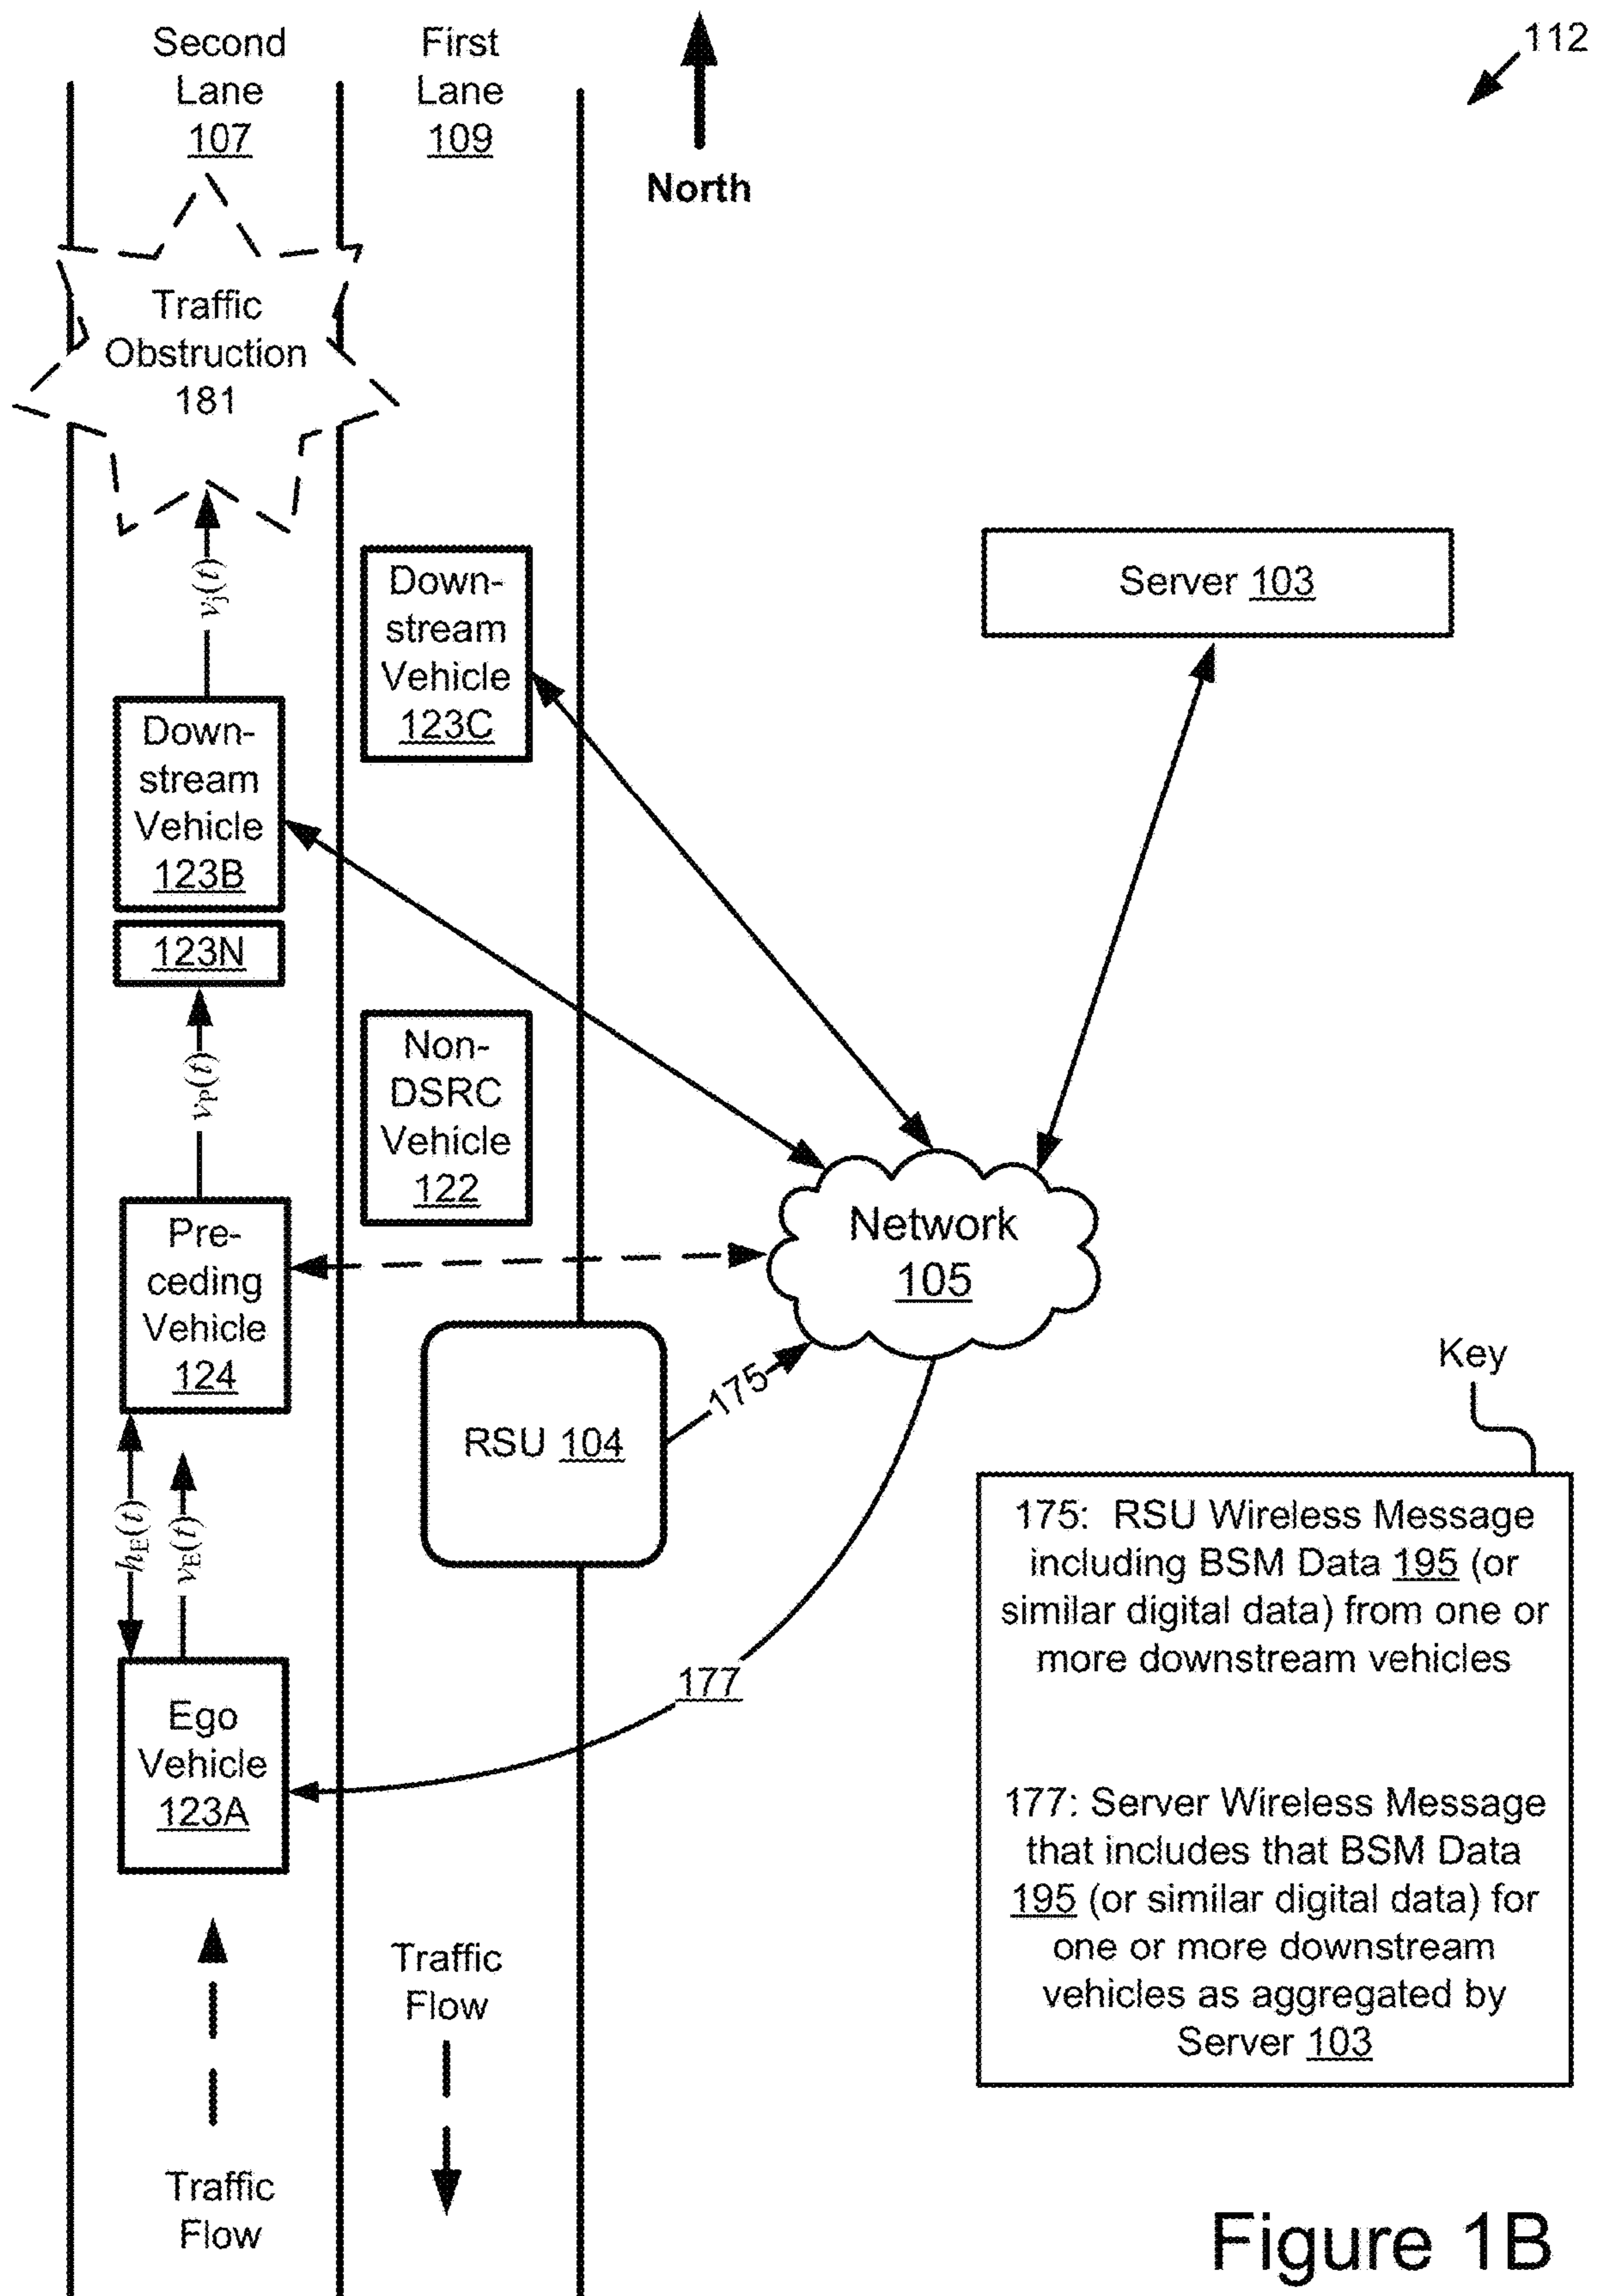 Second
Lane
107
First
Lane
109
North
112
Traffic
Obstruction
181
vj(t)
Down-
stream
Vehicle
123C
Server 103
Down-
stream
Vehicle
123B
123N
vP(t)
Non-
DSRC
Vehicle
122
Network
105
Pre-
ceding
Vehicle
124
RSU 104
175
Key
hE(t)
vE(t)
175: RSU Wireless Message
including BSM Data 195 (or
similar digital data) from one or
more downstream vehicles
177: Server Wireless Message
that includes that BSM Data
195 (or similar digital data) for
one or more downstream
vehicles as aggregated by
Server 103
177
Ego
Vehicle
123A
Traffic
Flow
Traffic
Flow
Figure 1B